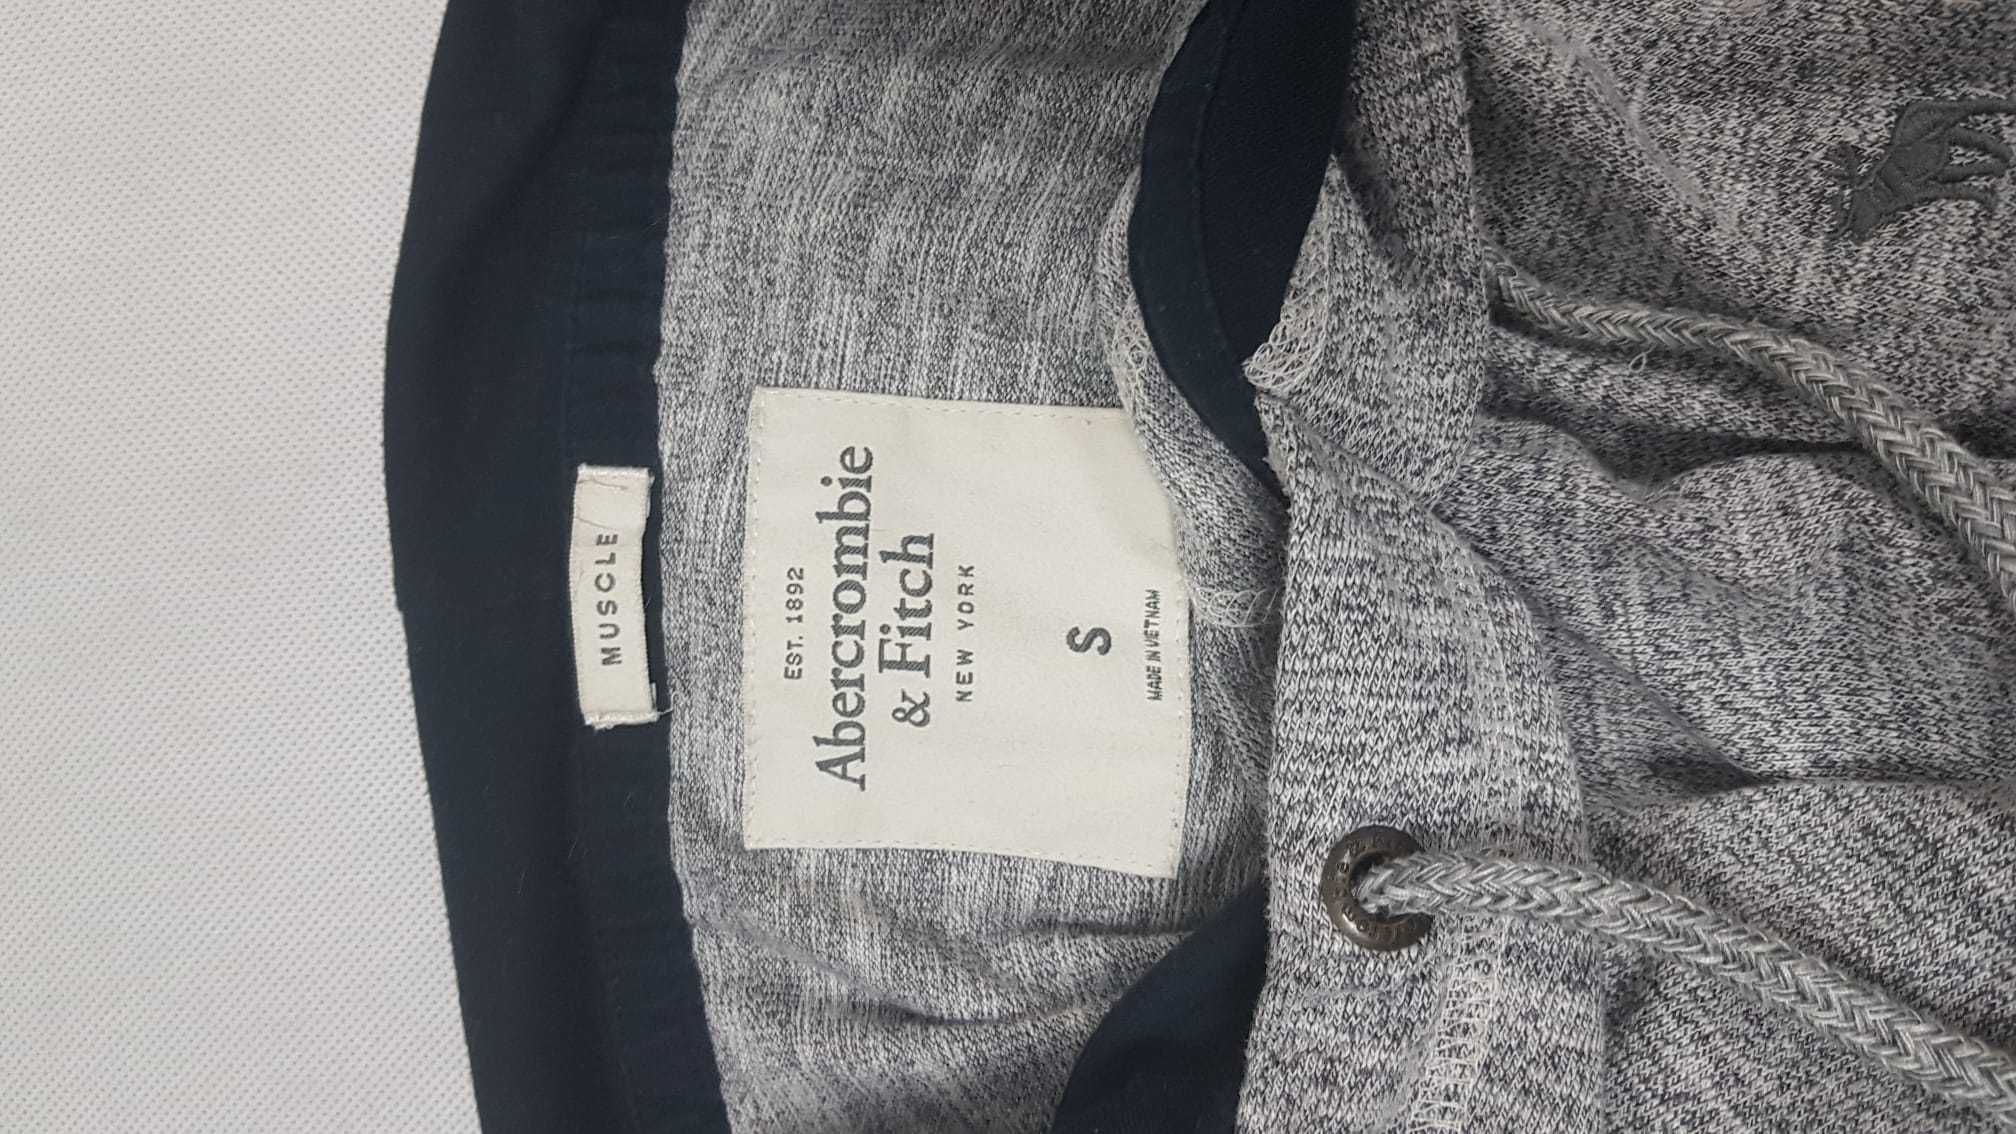 MUSCLE
EST. 1892
Abercrombie
& Fitch
NEW YORK
S
MADE IN VIETNAM